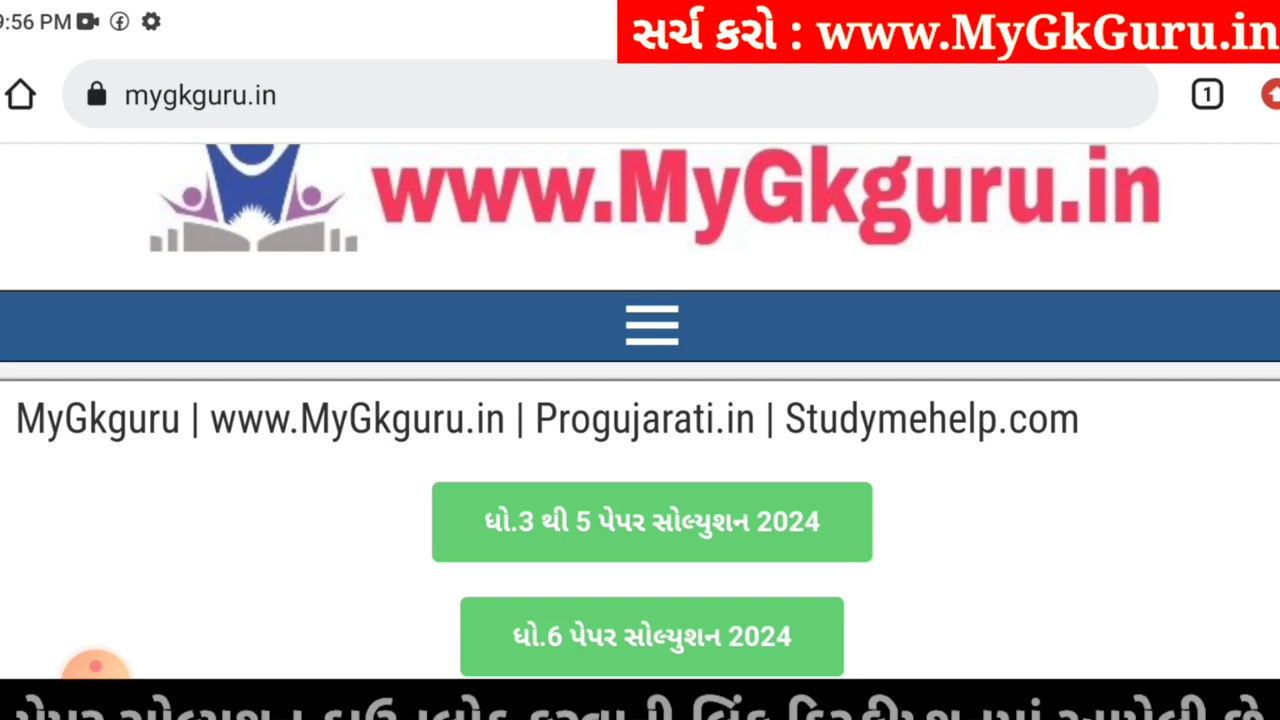 9:56 PM
સર્ચ કરો : www.MyGkGuru.in
mygkguru.in
1
www.MyGkguru.in
MyGkguru | www.MyGkguru.in | Progujarati.in | Studymehelp.com
ધો.3 થી 5 પેપર સોલ્યુશન 2024
ધો.6 પેપર સોલ્યુશન 2024